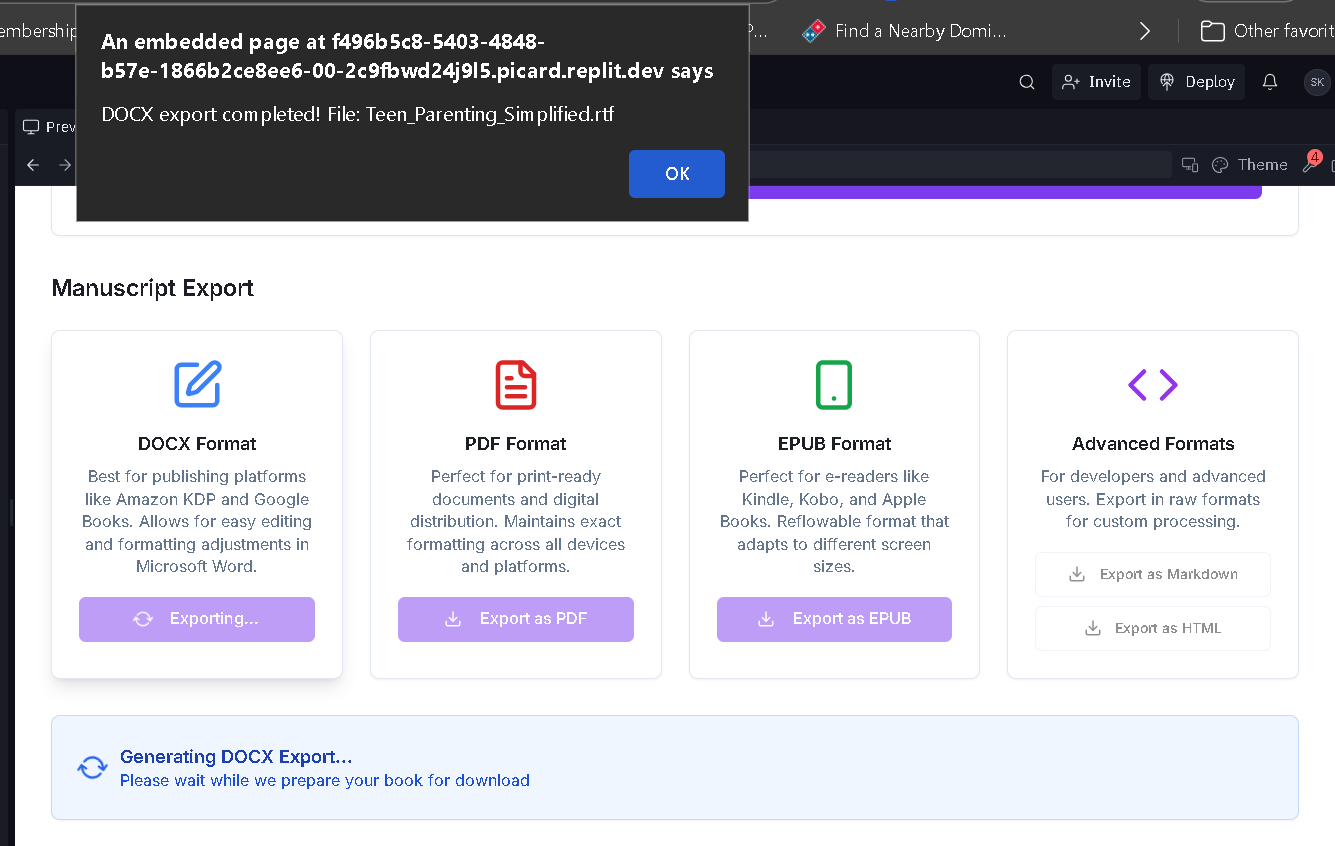 embership
An embedded page at f496b5c8-5403-4848-
b57e-1866b2ce8ee6-00-2c9fbwd24j9l5.picard.replit.dev says
P...
Find a Nearby Domi...
Other favorit
DOCX export completed! File: Teen_Parenting_Simplified.rtf
OK
Invite
Deploy
SK
Prev
Theme
4
Manuscript Export
DOCX Format
Best for publishing platforms
like Amazon KDP and Google
Books. Allows for easy editing
and formatting adjustments in
Microsoft Word.
Exporting...
PDF Format
Perfect for print-ready
documents and digital
distribution. Maintains exact
formatting across all devices
and platforms.
Export as PDF
EPUB Format
Perfect for e-readers like
Kindle, Kobo, and Apple
Books. Reflowable format that
adapts to different screen
sizes.
Export as EPUB
Advanced Formats
For developers and advanced
users. Export in raw formats
for custom processing.
Export as Markdown
Export as HTML
Generating DOCX Export...
Please wait while we prepare your book for download